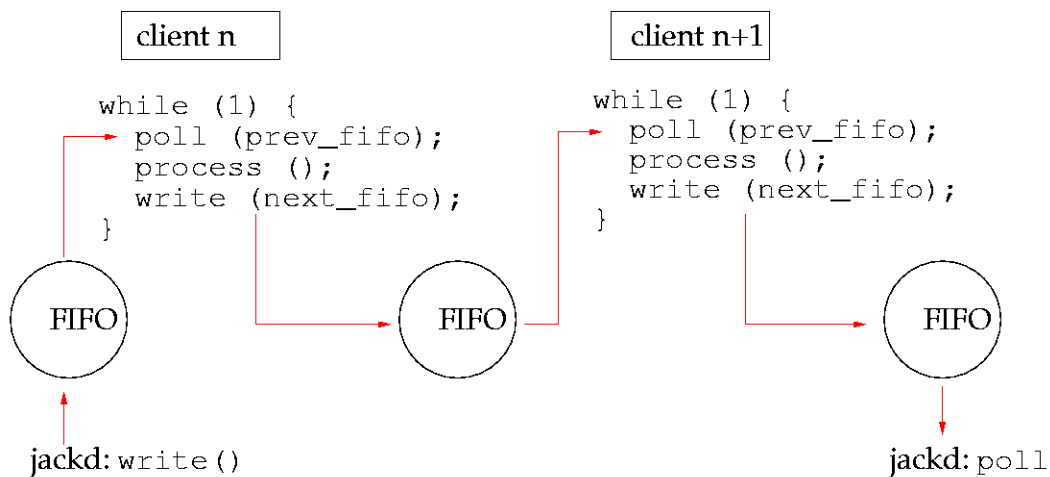 client n
while (1) {
poll (prev_fifo);
process ();
write (next_fifo);
}
client n+1
while (1) {
poll (prev_fifo);
process ();
write (next_fifo);
}
FIFO
FIFO
FIFO
jackd: write()
jackd: poll